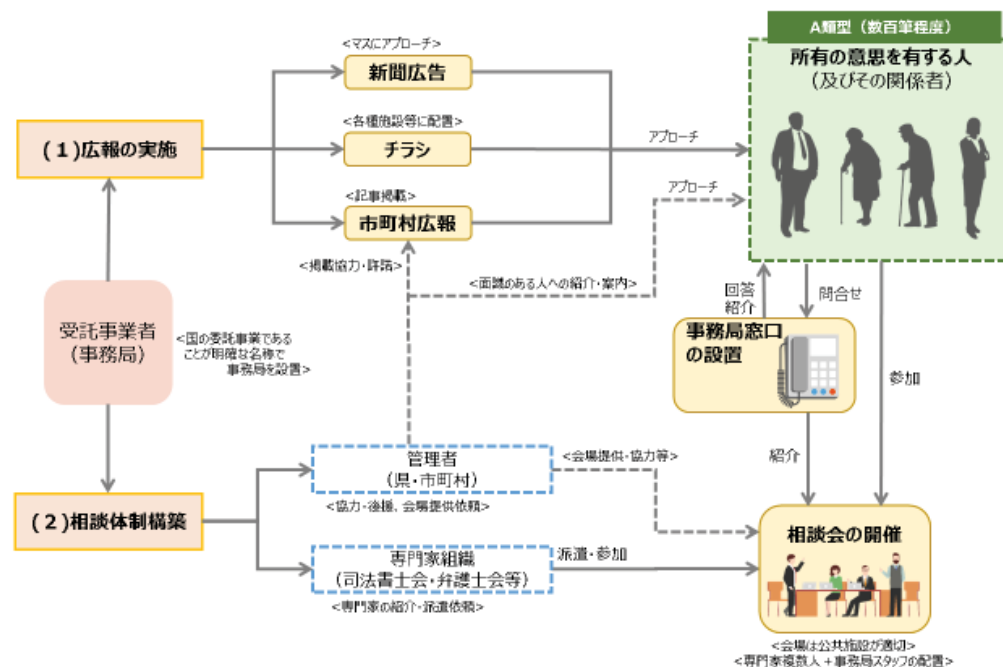 A類型（数百筆程度）
所有の意思を有する人
（及びその関係者）
<マスにアプローチ>
新聞広告
<各種施設等に配置>
チラシ
<記事掲載>
市町村広報
(１)広報の実施
アプローチ
アプローチ
<掲載協力・許諾>
<面識のある人への紹介・案内>
回答
紹介
問合せ
受託事業者
(事務局)
<国の委託事業である
ことが明確な名称で
事務局を設置>
事務局窓口
の設置
参加
紹介
管理者
(県・市町村)
<協力・後援、会場提供依頼>
<会場提供・協力等>
(２)相談体制構築
専門家組織
(司法書士会・弁護士会等)
<専門家の紹介・派遣依頼>
派遣・参加
相談会の開催
<会場は公共施設が適切>
<専門家複数人＋事務局スタッフの配置>